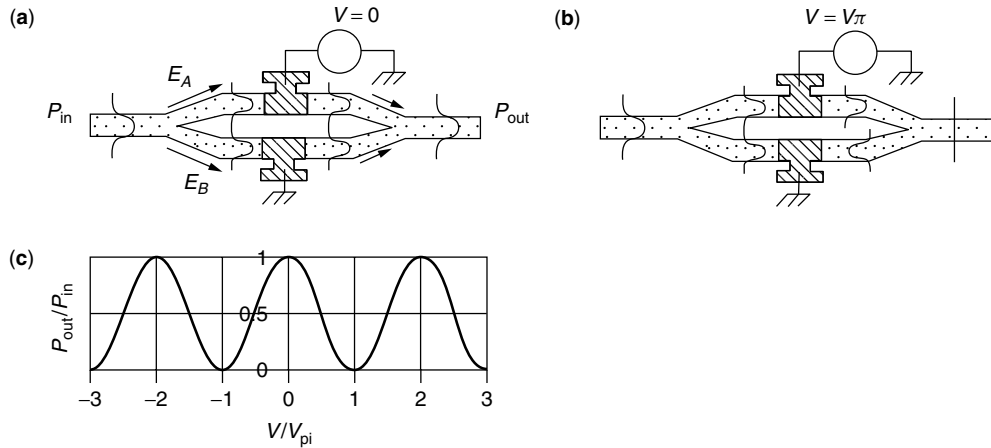 (a)
V = 0
E_A
P_in
P_out
E_B
(b)
V = Vπ
(c)
P_out/P_in
1
0.5
0
−3 −2 −1 0 1 2 3
V/V_pi